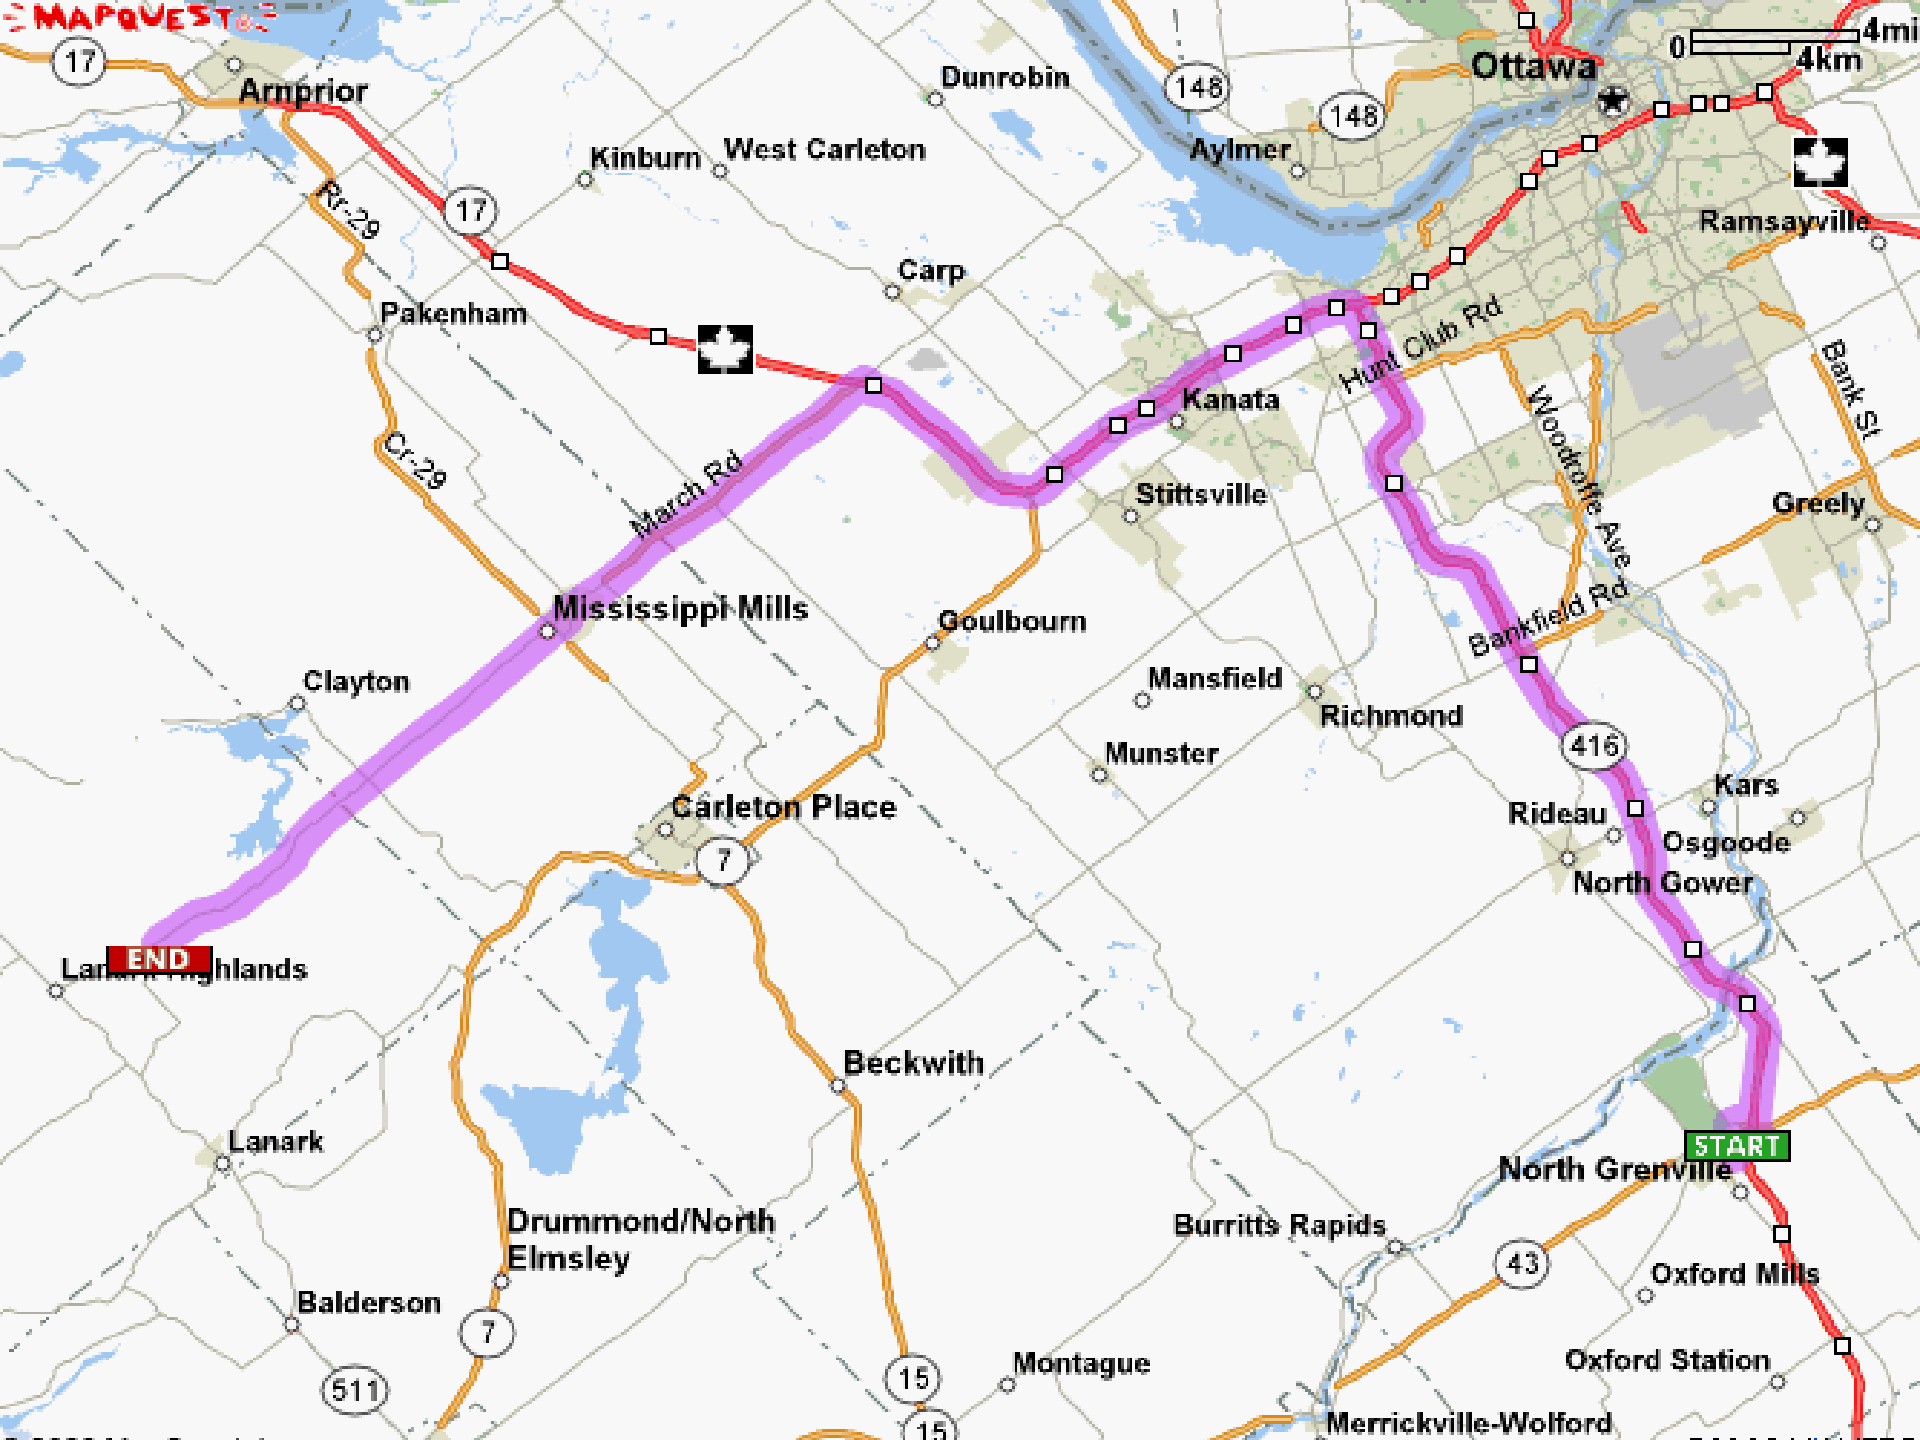 MAPQUEST
17
Arnprior
Dunrobin
148
148
Ottawa
0
4mi
4km
Kinburn
West Carleton
Aylmer
Rr-29
17
Ramsayville
Carp
Pakenham
Hunt Club Rd
Bank St
Kanata
Woodroffe Ave
Cr-29
March Rd
Stittsville
Greely
Mississippi Mills
Goulbourn
Bankfield Rd
Clayton
Mansfield
Richmond
416
Munster
Kars
Carleton Place
Rideau
Osgoode
7
North Gower
END
Lanark Highlands
Beckwith
Lanark
START
North Grenville
Drummond/North
Elmsley
Burritts Rapids
43
Oxford Mills
Balderson
7
511
15
Montague
Oxford Station
15
Merrickville-Wolford